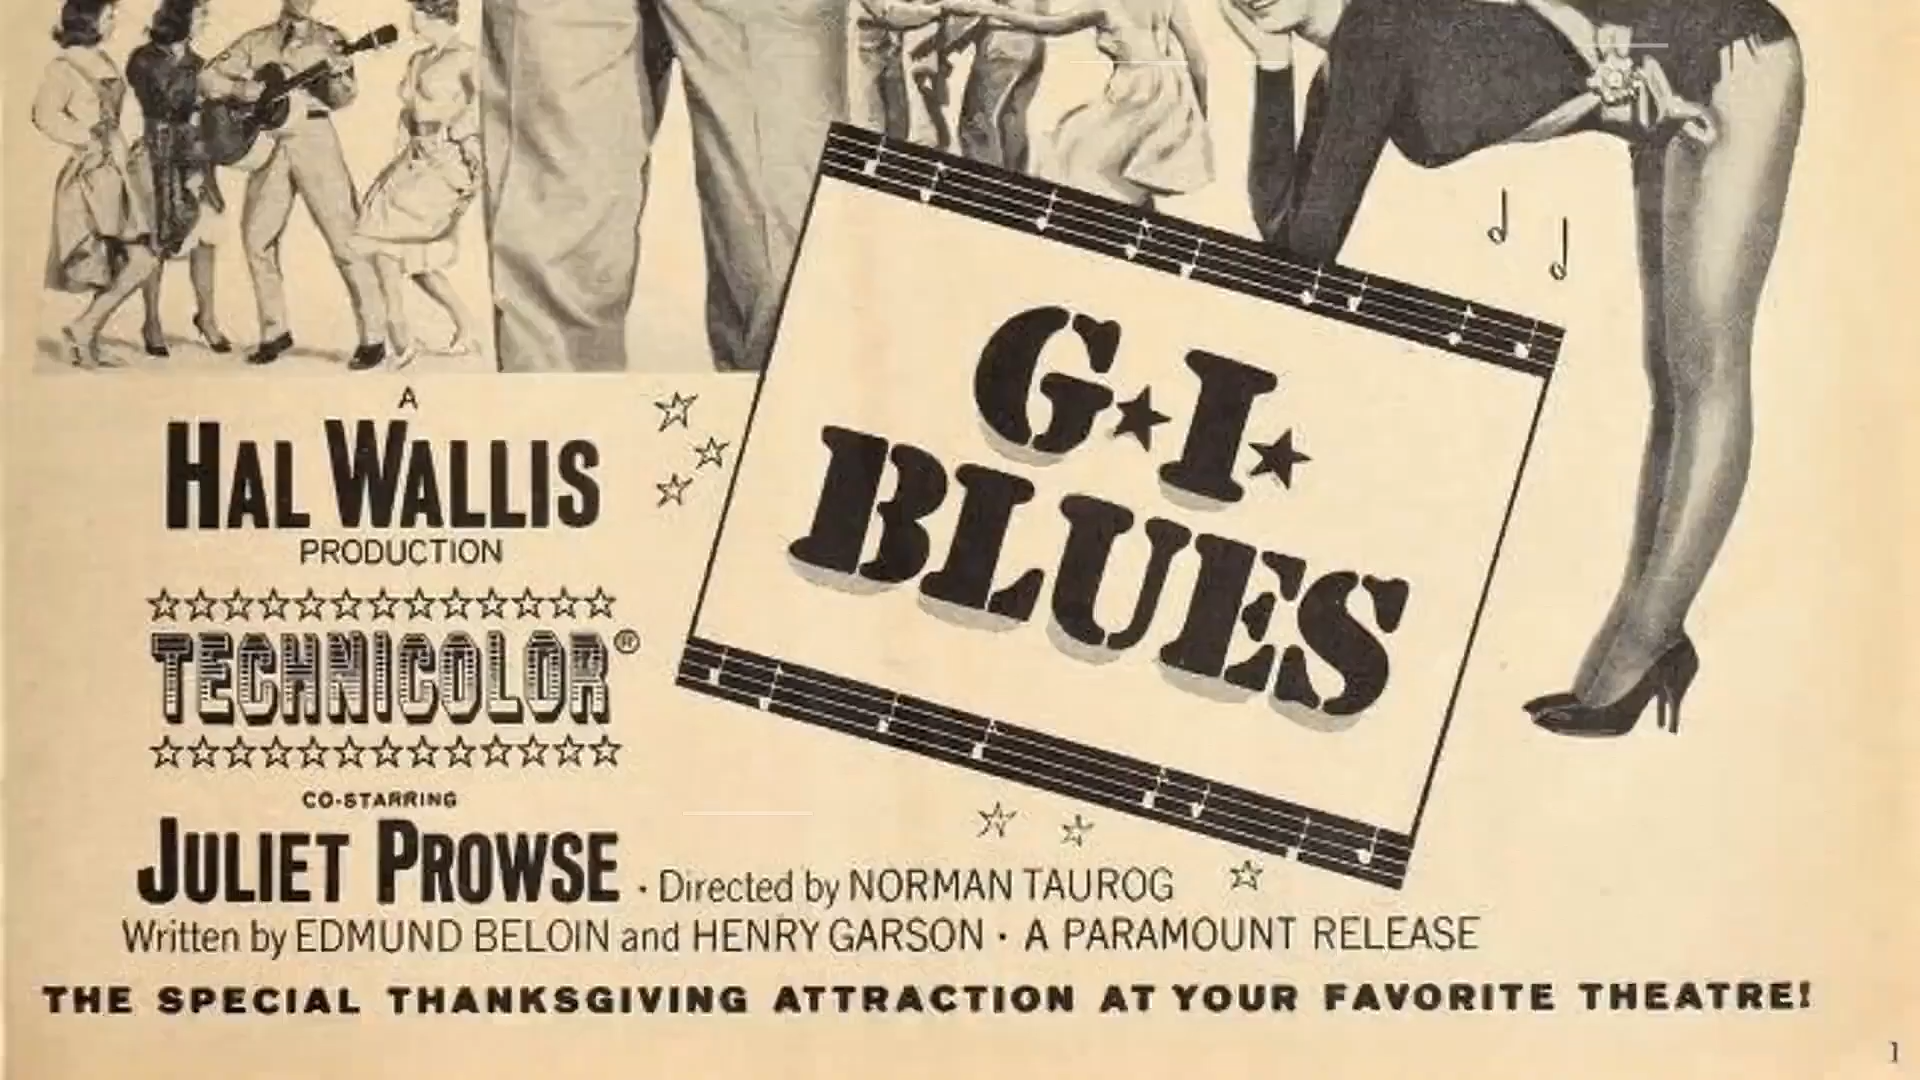 A
HAL WALLIS
PRODUCTION
TECHNICOLOR®
CO-STARRING
JULIET PROWSE · Directed by NORMAN TAUROG
Written by EDMUND BELOIN and HENRY GARSON · A PARAMOUNT RELEASE
G★I★
BLUES
THE SPECIAL THANKSGIVING ATTRACTION AT YOUR FAVORITE THEATRE!
1